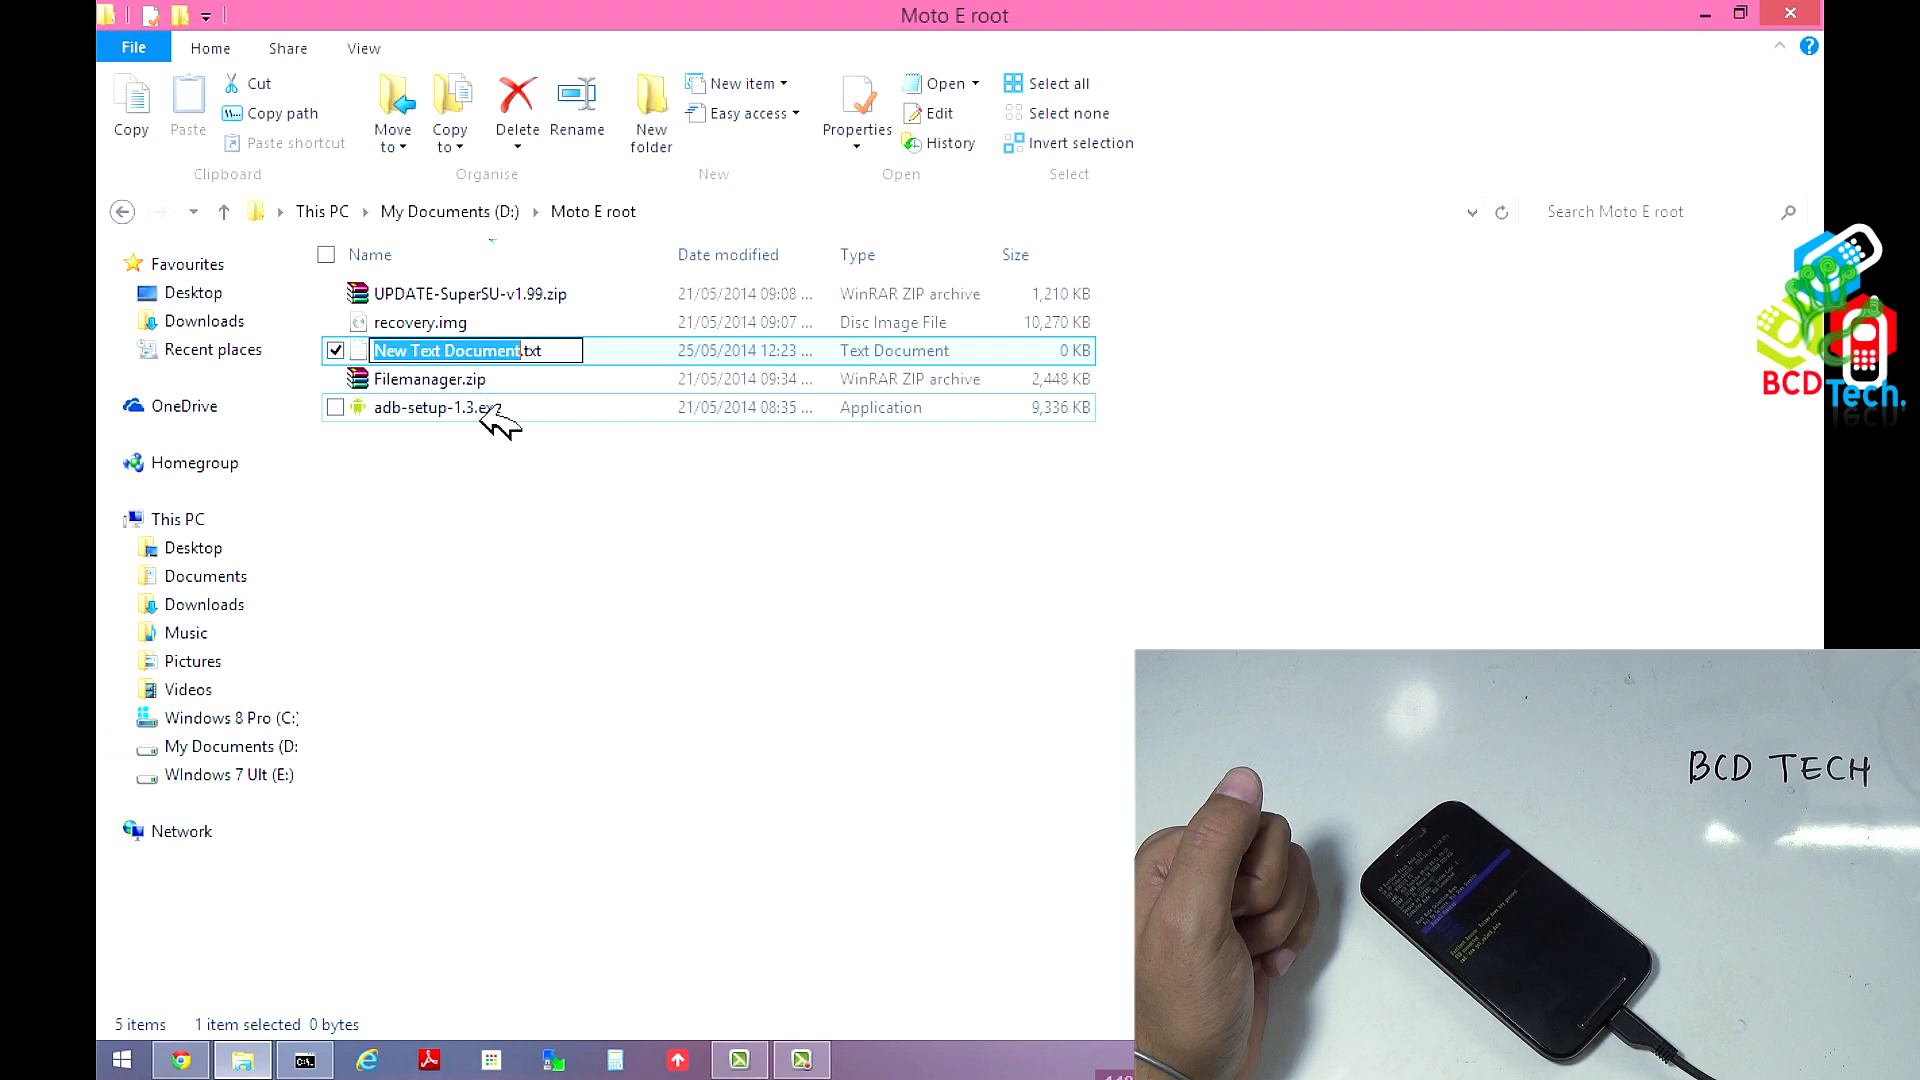 Moto E root
File Home Share View
Copy
Paste
Cut
Copy path
Paste shortcut
Clipboard
Move to
Copy to
Delete
Rename
Organise
New folder
New item
Easy access
New
Properties
Open
Edit
History
Open
Select all
Select none
Invert selection
Select
This PC My Documents (D:) Moto E root
Search Moto E root
Name Date modified Type Size
UPDATE-SuperSU-v1.99.zip 21/05/2014 09:08 ... WinRAR ZIP archive 1,210 KB
recovery.img 21/05/2014 09:07 ... Disc Image File 10,270 KB
New Text Document.txt 25/05/2014 12:23 ... Text Document 0 KB
Filemanager.zip 21/05/2014 09:34 ... WinRAR ZIP archive 2,448 KB
adb-setup-1.3.exe 21/05/2014 08:35 ... Application 9,336 KB
Favourites
Desktop
Downloads
Recent places
OneDrive
Homegroup
This PC
Desktop
Documents
Downloads
Music
Pictures
Videos
Windows 8 Pro (C:)
My Documents (D:
WIndows 7 Ult (E:)
Network
BCD Tech.
BCD TECH
5 items 1 item selected 0 bytes